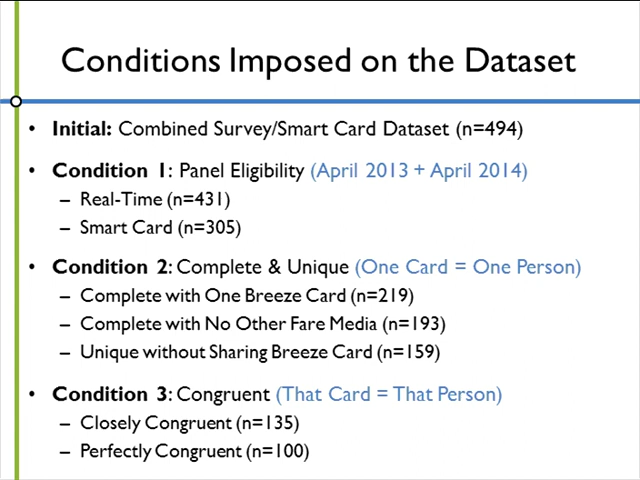 Conditions Imposed on the Dataset
• Initial: Combined Survey/Smart Card Dataset (n=494)
• Condition 1: Panel Eligibility (April 2013 + April 2014)
– Real-Time (n=431)
– Smart Card (n=305)
• Condition 2: Complete & Unique (One Card = One Person)
– Complete with One Breeze Card (n=219)
– Complete with No Other Fare Media (n=193)
– Unique without Sharing Breeze Card (n=159)
• Condition 3: Congruent (That Card = That Person)
– Closely Congruent (n=135)
– Perfectly Congruent (n=100)